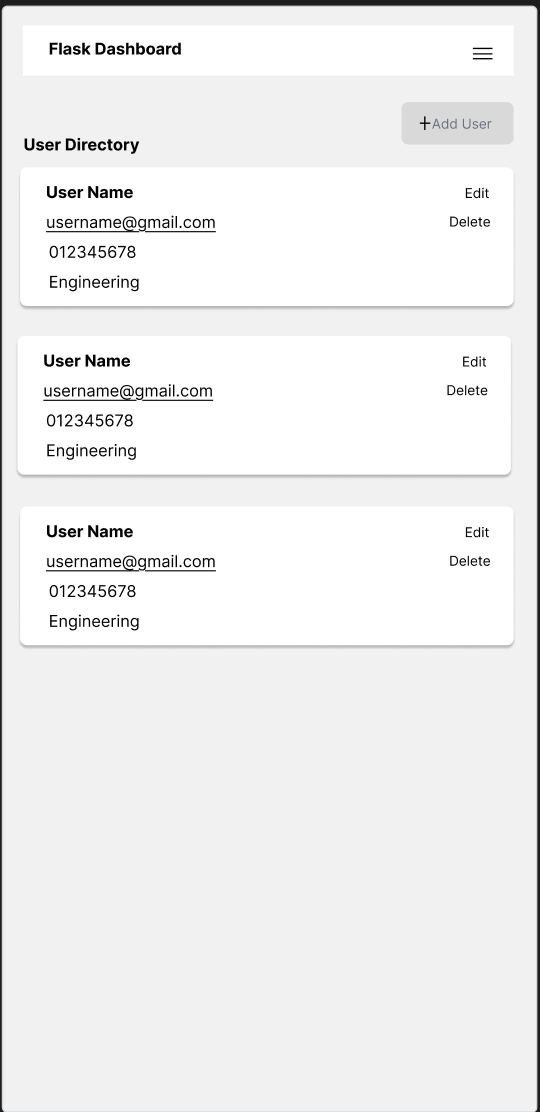 Flask Dashboard
+Add User
User Directory
User Name
Edit
username@gmail.com
Delete
012345678
Engineering
User Name
Edit
username@gmail.com
Delete
012345678
Engineering
User Name
Edit
username@gmail.com
Delete
012345678
Engineering